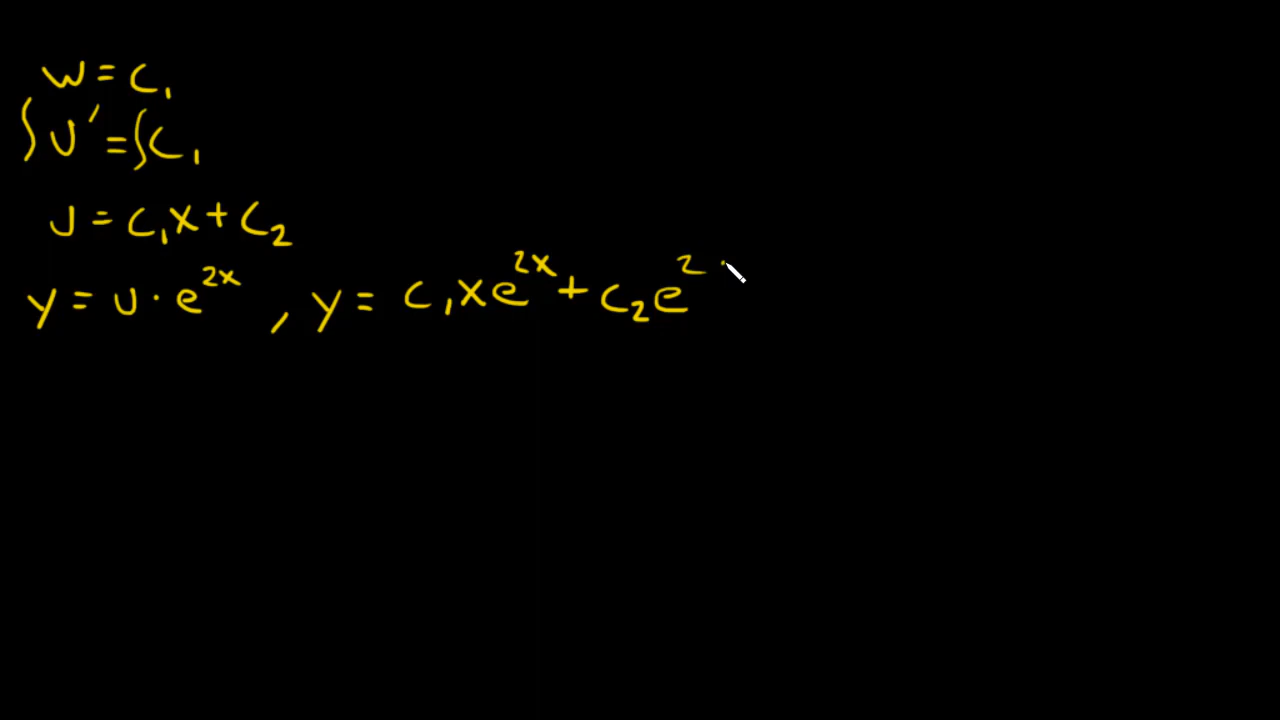 w = c₁
∫ u' = ∫ c₁
u = c₁x + c₂
y = u · e^{2x} , y = c₁xe^{2x} + c₂e^{2}